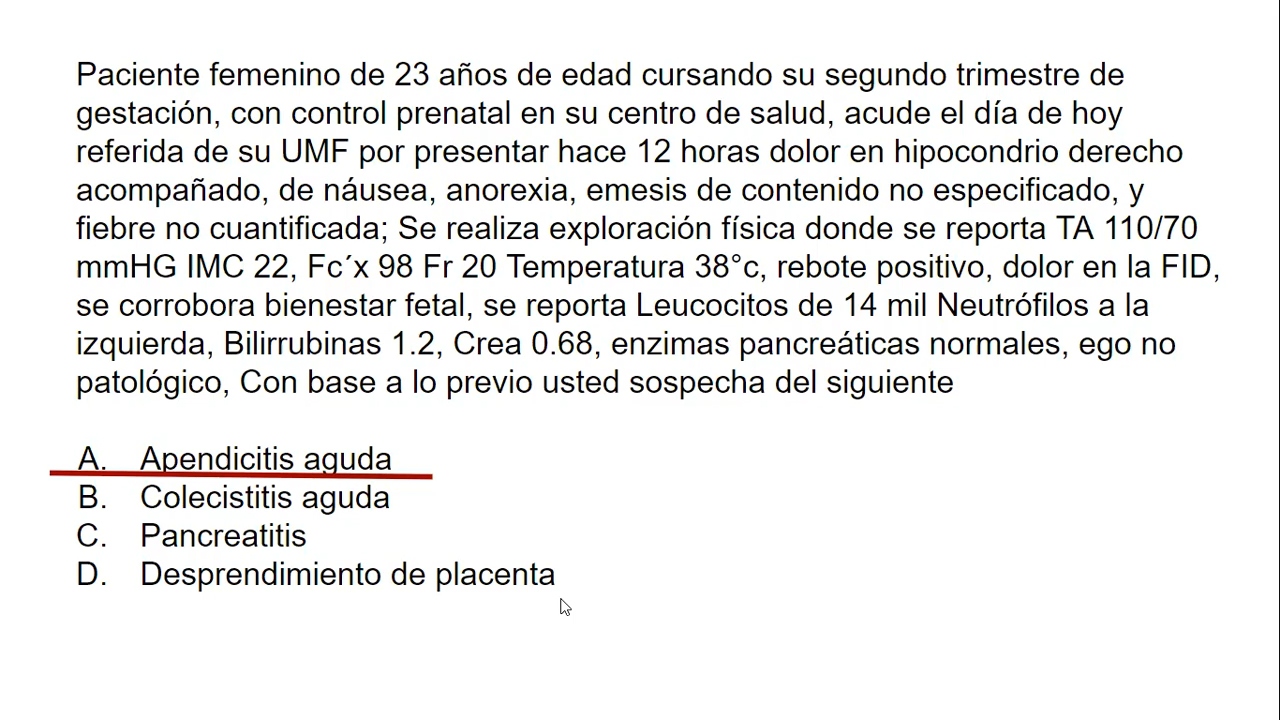 Paciente femenino de 23 años de edad cursando su segundo trimestre de
gestación, con control prenatal en su centro de salud, acude el día de hoy
referida de su UMF por presentar hace 12 horas dolor en hipocondrio derecho
acompañado, de náusea, anorexia, emesis de contenido no especificado, y
fiebre no cuantificada; Se realiza exploración física donde se reporta TA 110/70
mmHG IMC 22, Fc´x 98 Fr 20 Temperatura 38°c, rebote positivo, dolor en la FID,
se corrobora bienestar fetal, se reporta Leucocitos de 14 mil Neutrófilos a la
izquierda, Bilirrubinas 1.2, Crea 0.68, enzimas pancreáticas normales, ego no
patológico, Con base a lo previo usted sospecha del siguiente
A. Apendicitis aguda
B. Colecistitis aguda
C. Pancreatitis
D. Desprendimiento de placenta